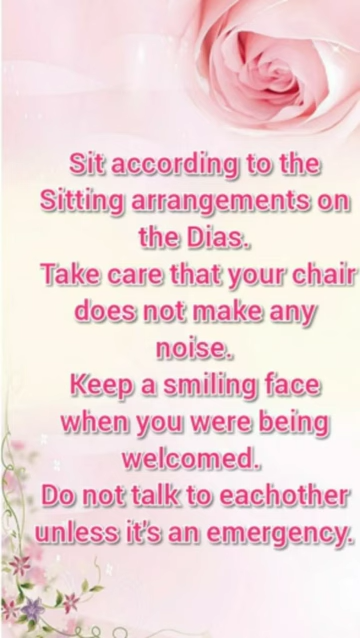 Sit according to the
Sitting arrangements on
the Dias.
Take care that your chair
does not make any
noise.
Keep a smiling face
when you were being
welcomed.
Do not talk to eachother
unless it's an emergency.